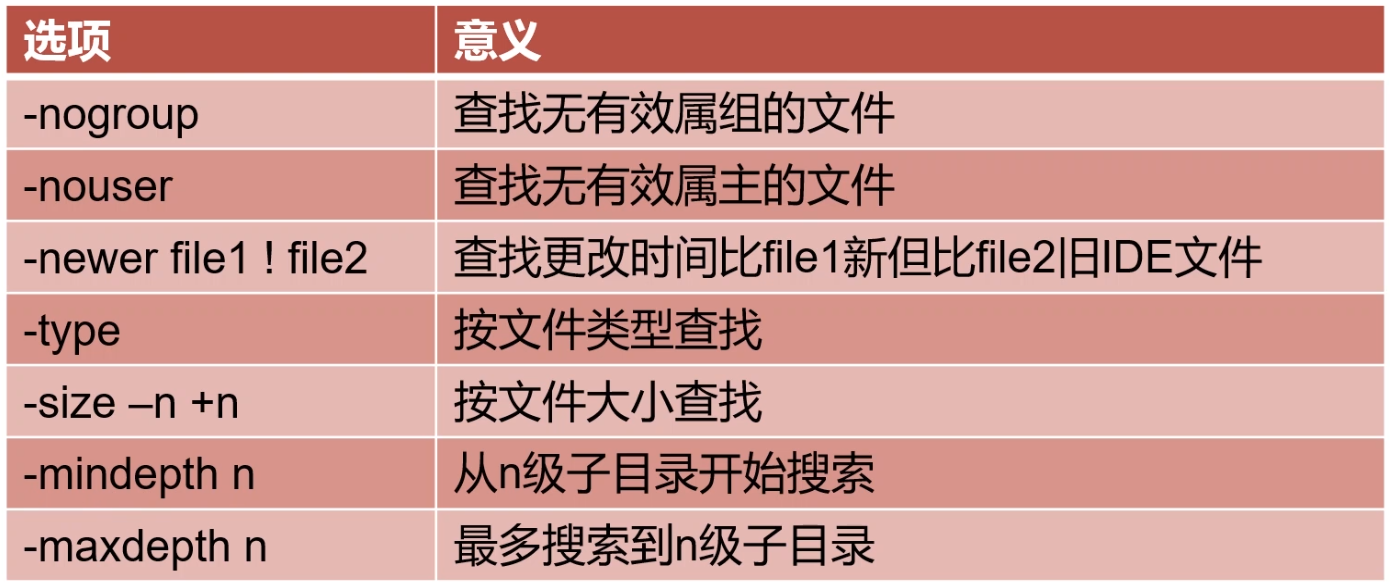 选项 意义
-nogroup 查找无有效属组的文件
-nouser 查找无有效属主的文件
-newer file1 ! file2 查找更改时间比file1新但比file2旧IDE文件
-type 按文件类型查找
-size –n +n 按文件大小查找
-mindepth n 从n级子目录开始搜索
-maxdepth n 最多搜索到n级子目录